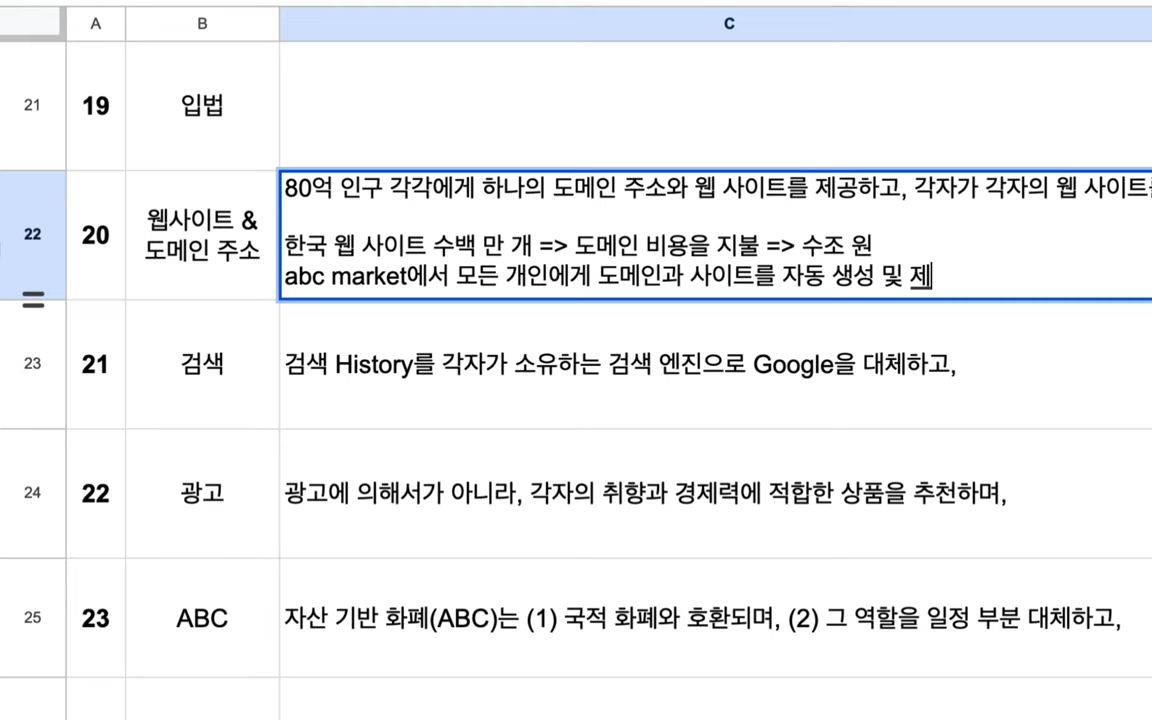 A B C
21 19 입법
22 20 웹사이트 &
도메인 주소
80억 인구 각각에게 하나의 도메인 주소와 웹 사이트를 제공하고, 각자가 각자의 웹 사이트를
한국 웹 사이트 수백 만 개 => 도메인 비용을 지불 => 수조 원
abc market에서 모든 개인에게 도메인과 사이트를 자동 생성 및 제
23 21 검색 검색 History를 각자가 소유하는 검색 엔진으로 Google을 대체하고,
24 22 광고 광고에 의해서가 아니라, 각자의 취향과 경제력에 적합한 상품을 추천하며,
25 23 ABC 자산 기반 화폐(ABC)는 (1) 국적 화폐와 호환되며, (2) 그 역할을 일정 부분 대체하고,